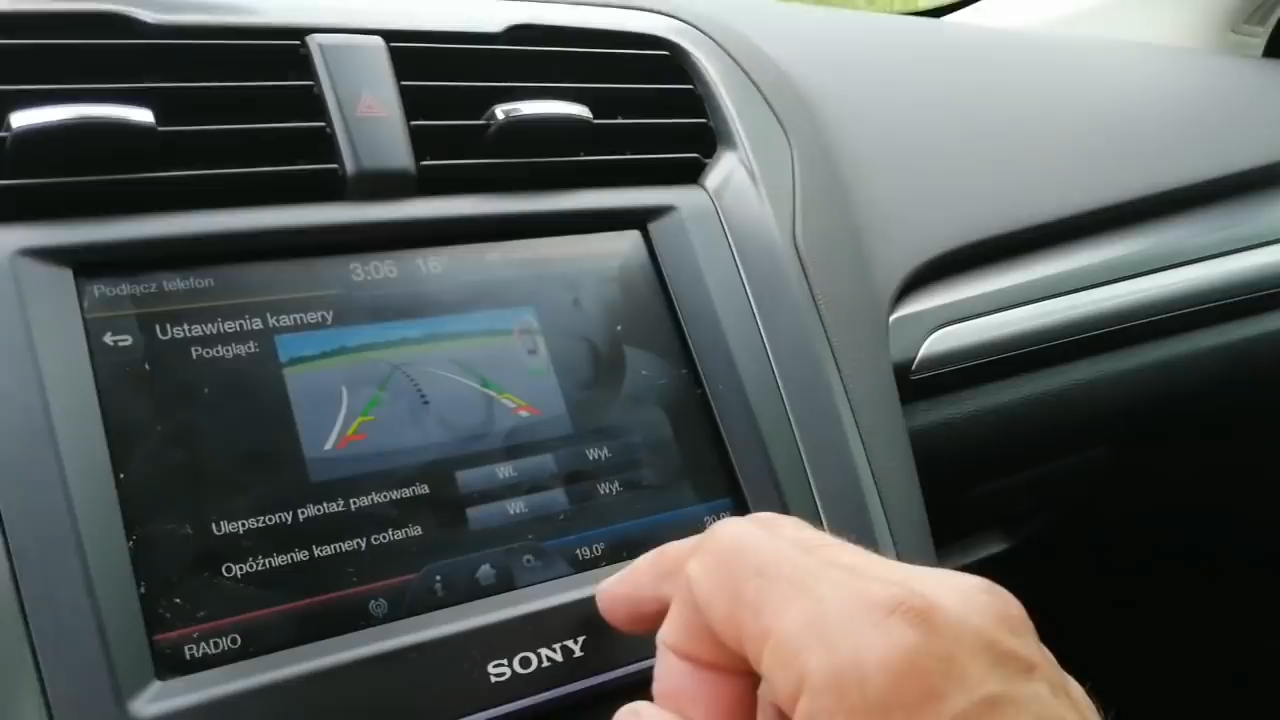 Podłącz telefon
3:06 16°
Ustawienia kamery
Podgląd:
Ulepszony pilotaż parkowania Wł. Wył.
Opóźnienie kamery cofania Wł. Wył.
19.0° 20.0°
RADIO
SONY